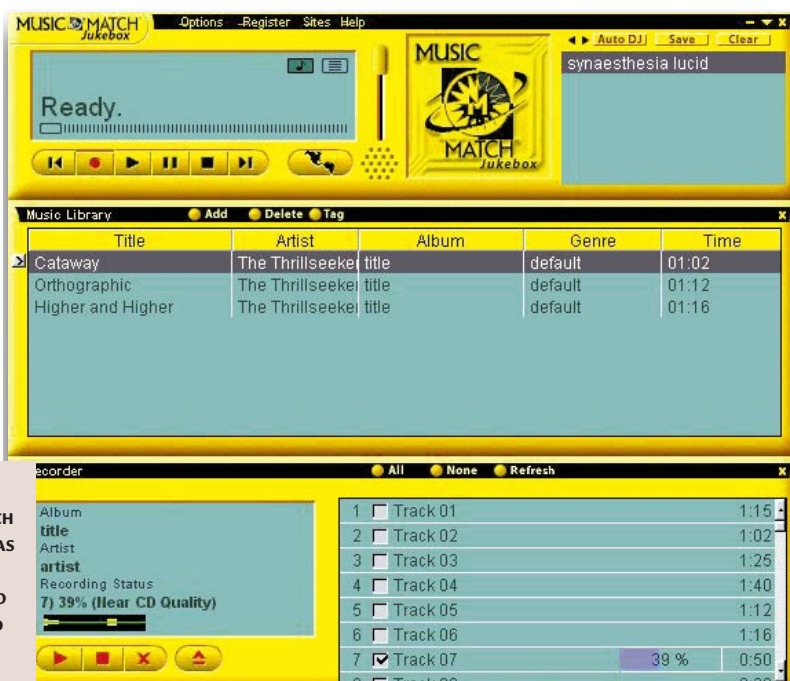 MUSIC MATCH
Jukebox
Options Register Sites Help
Auto DJ Save Clear
synaesthesia lucid
Ready.
MUSIC
MATCH
Jukebox
Music Library Add Delete Tag
Title Artist Album Genre Time
Cataway The Thrillseeker title default 01:02
Orthographic The Thrillseeker title default 01:12
Higher and Higher The Thrillseeker title default 01:16
ecorder All None Refresh
Album
title
Artist
artist
Recording Status
7) 39% (Near CD Quality)
1 Track 01 1:15
2 Track 02 1:02
3 Track 03 1:25
4 Track 04 1:40
5 Track 05 1:12
6 Track 06 1:16
7 Track 07 39 % 0:50
CH
AS